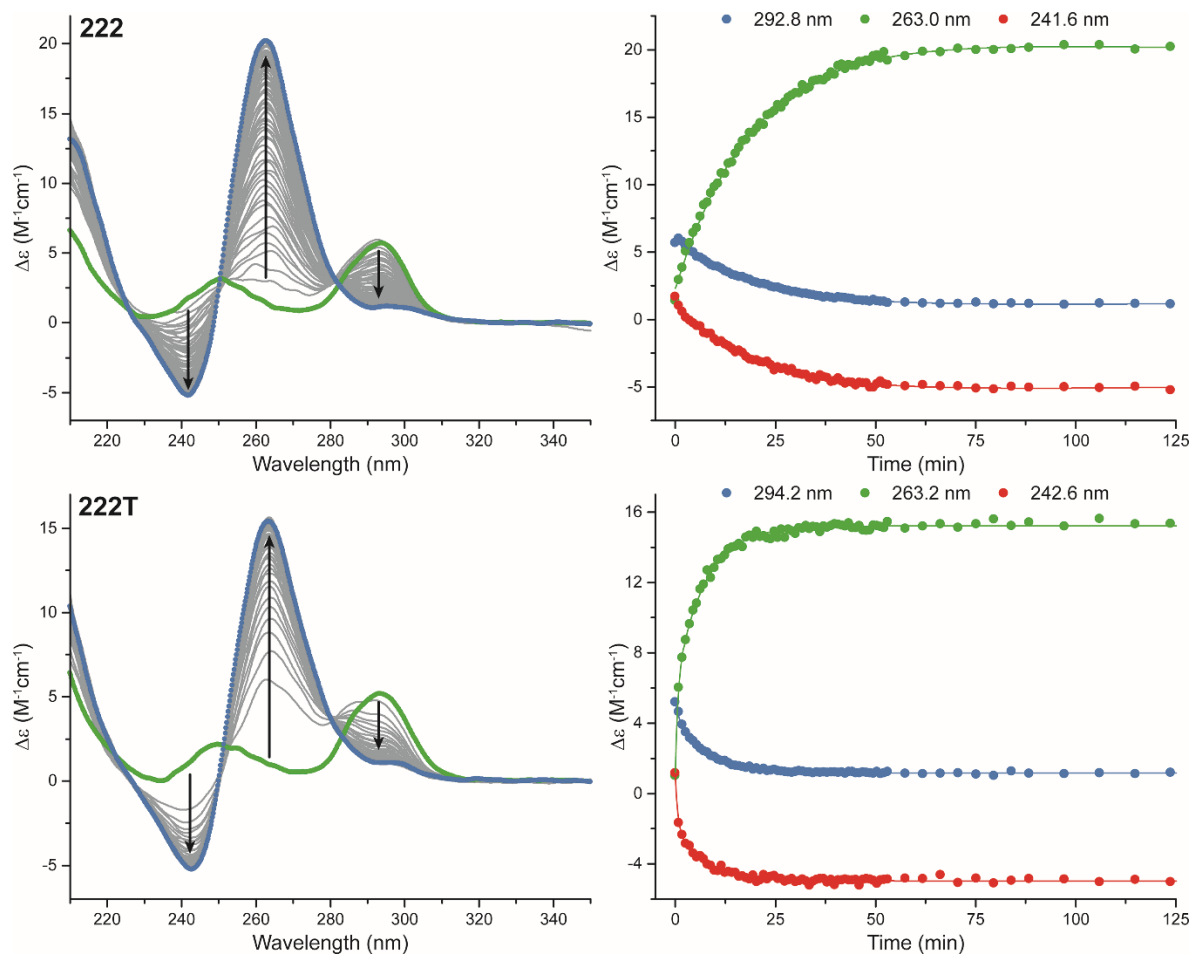 222
20
15
10
5
0
-5
Δε (M⁻¹cm⁻¹)
220 240 260 280 300 320 340
Wavelength (nm)
292.8 nm 263.0 nm 241.6 nm
20
16
12
8
4
0
-5
Δε (M⁻¹cm⁻¹)
0 25 50 75 100 125
Time (min)
222T
15
10
5
0
-5
Δε (M⁻¹cm⁻¹)
220 240 260 280 300 320 340
Wavelength (nm)
294.2 nm 263.2 nm 242.6 nm
16
12
8
4
0
-4
Δε (M⁻¹cm⁻¹)
0 25 50 75 100 125
Time (min)